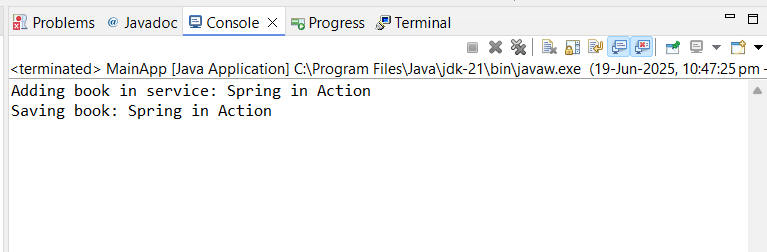 Problems @ Javadoc Console × Progress Terminal
<terminated> MainApp [Java Application] C:\Program Files\Java\jdk-21\bin\javaw.exe (19-Jun-2025, 10:47:25 pm –
Adding book in service: Spring in Action
Saving book: Spring in Action